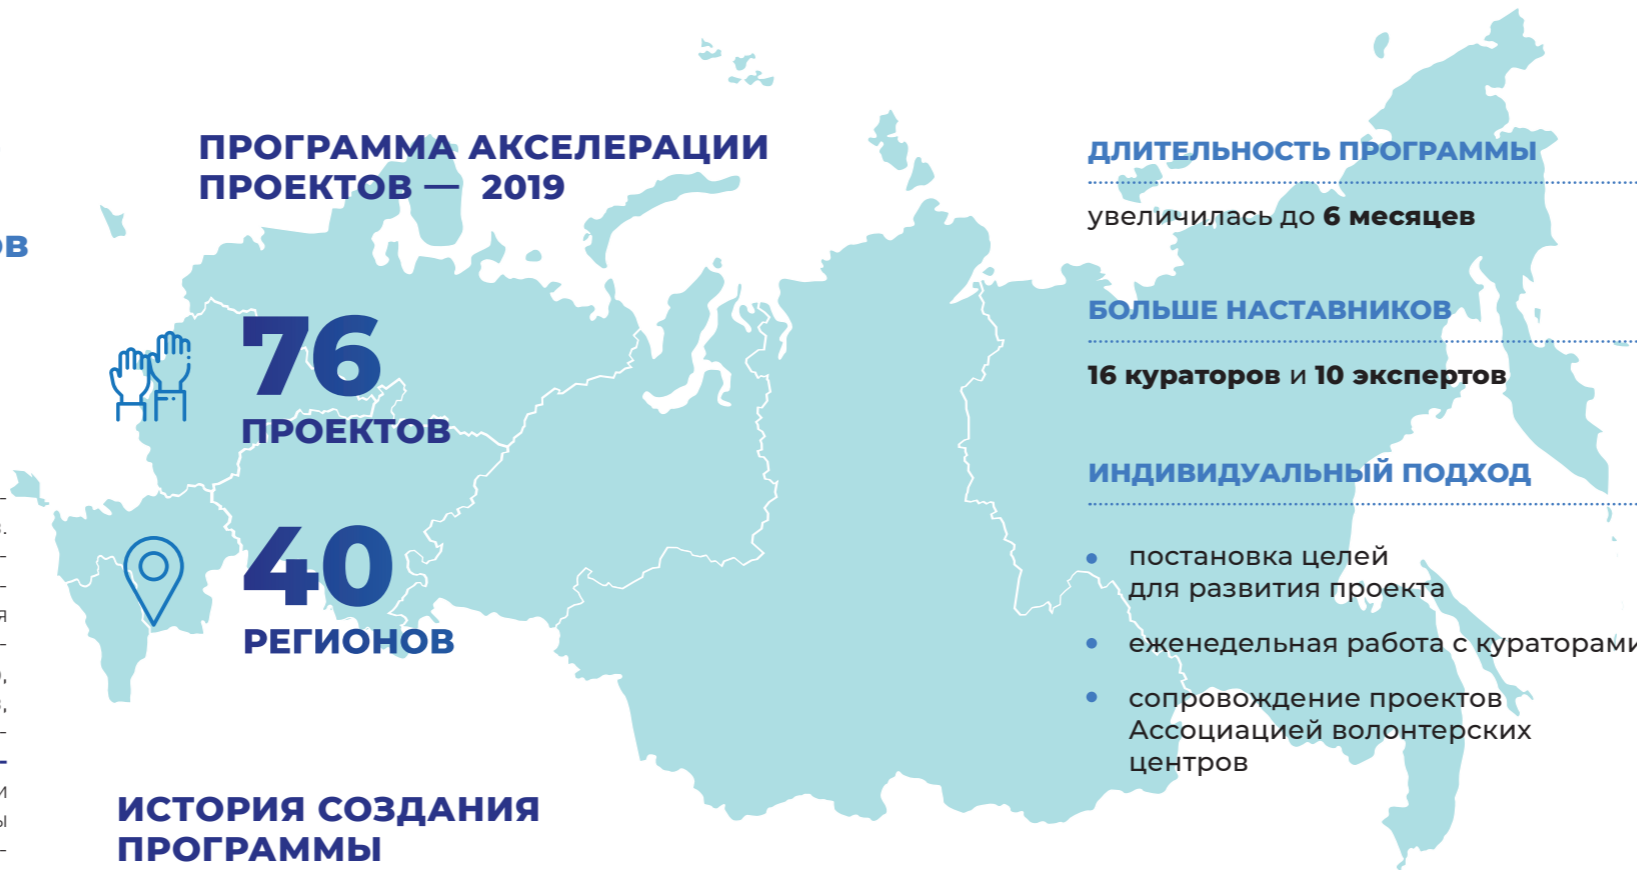 ПРОГРАММА АКСЕЛЕРАЦИИ
ПРОЕКТОВ — 2019
76
ПРОЕКТОВ
40
РЕГИОНОВ
ИСТОРИЯ СОЗДАНИЯ
ПРОГРАММЫ
ДЛИТЕЛЬНОСТЬ ПРОГРАММЫ
увеличилась до 6 месяцев
БОЛЬШЕ НАСТАВНИКОВ
16 кураторов и 10 экспертов
ИНДИВИДУАЛЬНЫЙ ПОДХОД
• постановка целей
для развития проекта
• еженедельная работа с кураторами
• сопровождение проектов
Ассоциацией волонтерских
центров